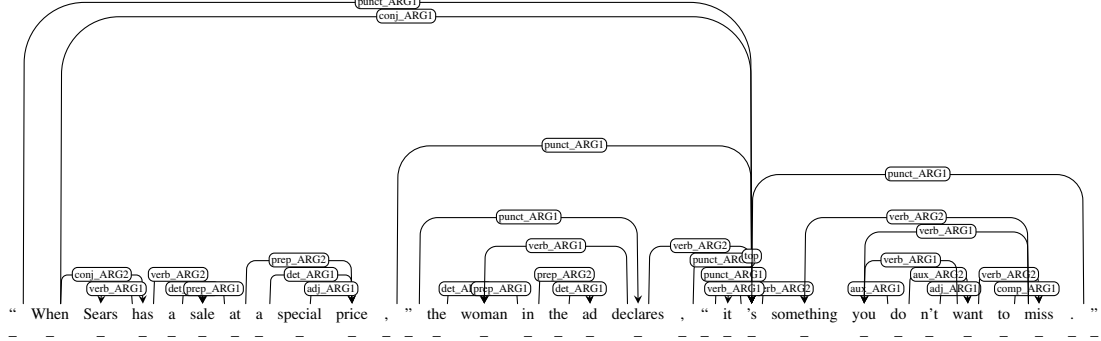 punct_ARG1
conj_ARG1
punct_ARG1
punct_ARG1
punct_ARG1 verb_ARG2
verb_ARG1
verb_ARG1 verb_ARG2 top
prep_ARG2 punct_ARG1 verb_ARG1
conj_ARG2 verb_ARG2 det_ARG1 prep_ARG2 punct_ARG1 aux_ARG2 verb_ARG2
verb_ARG1 prep_ARG1 adj_ARG1 prep_ARG1 det_ARG1 verb_ARG1 aux_ARG1 adj_ARG1 comp_ARG1
“ When Sears has a sale at a special price , ” the woman in the ad declares , “ it ’s something you do n’t want to miss . ”